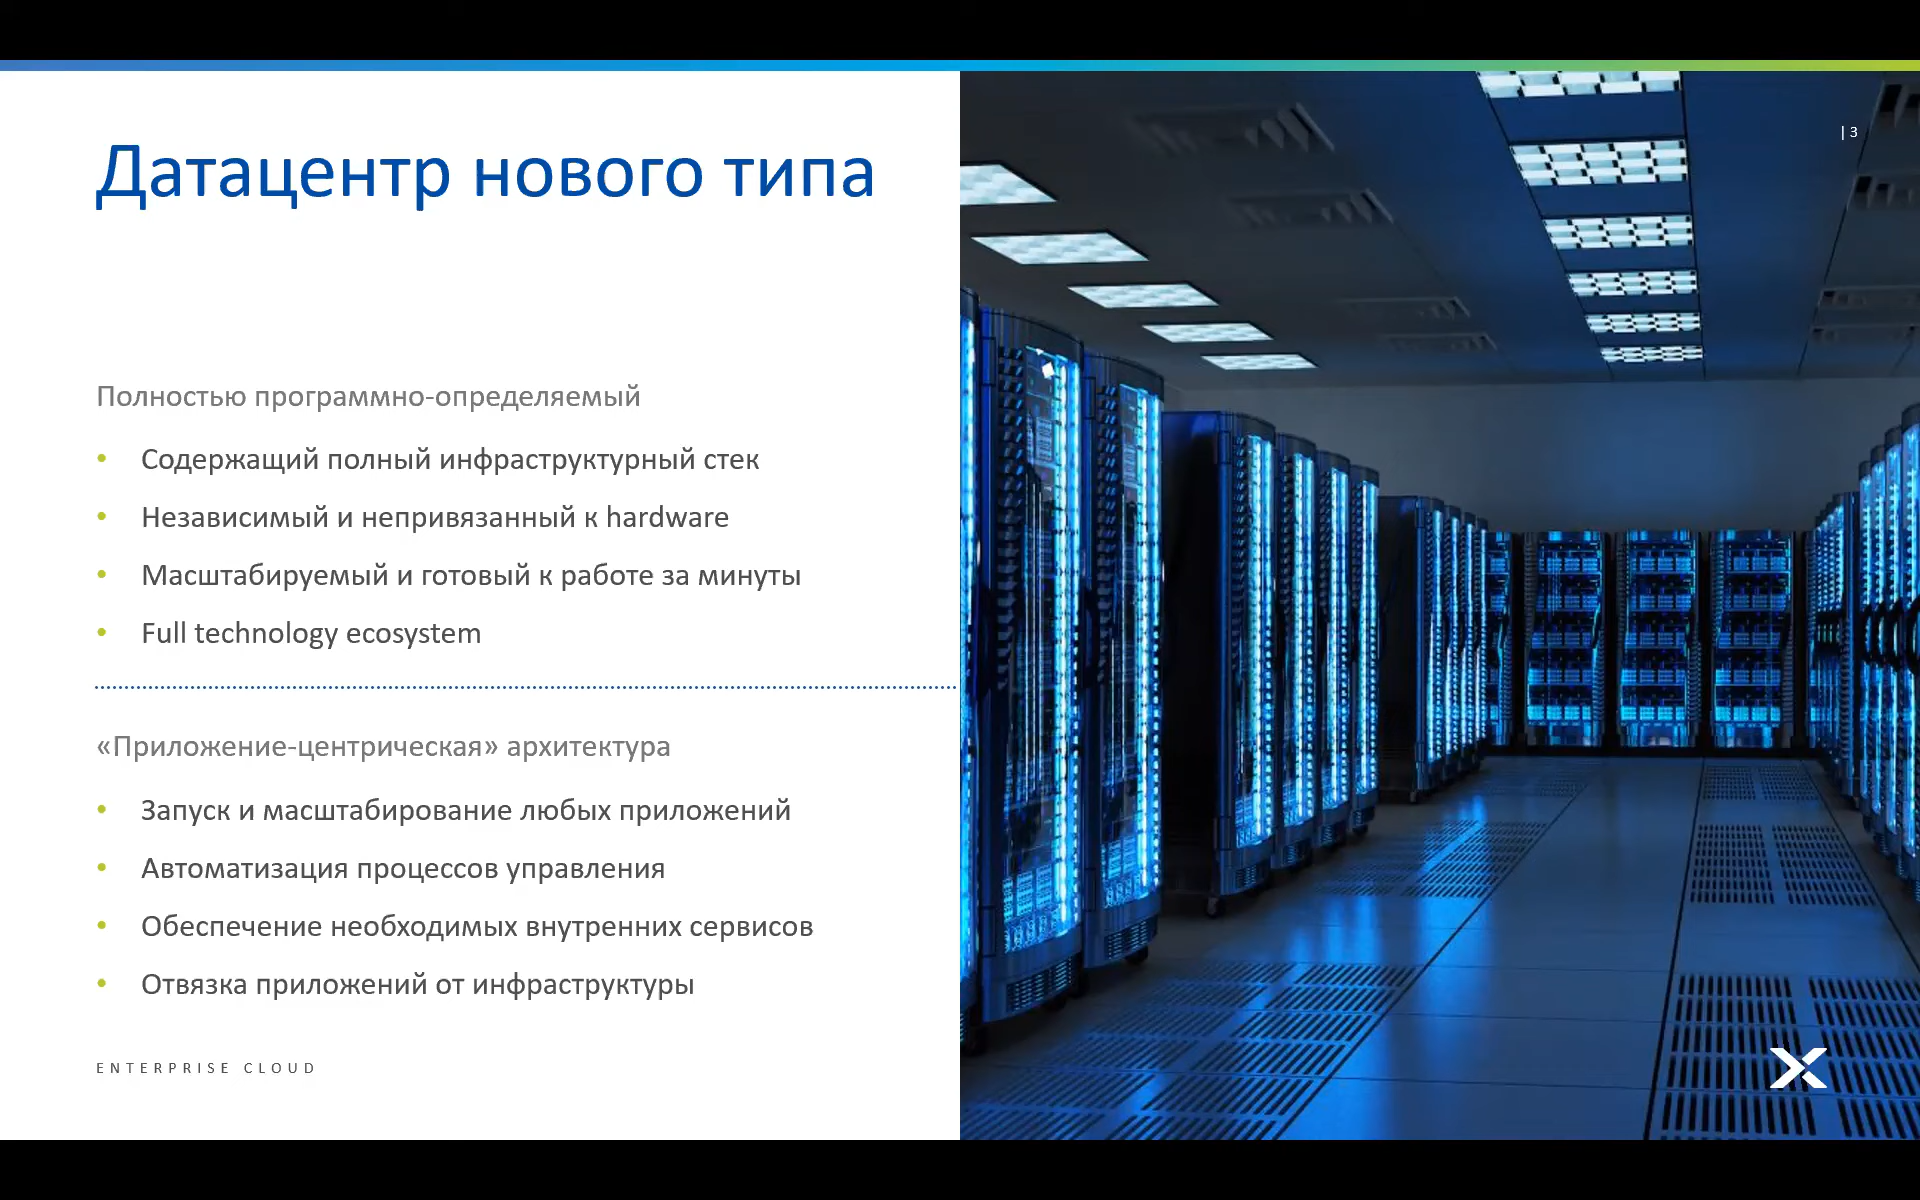 Датацентр нового типа
| 3
Полностью программно-определяемый
• Содержащий полный инфраструктурный стек
• Независимый и непривязанный к hardware
• Масштабируемый и готовый к работе за минуты
• Full technology ecosystem
«Приложение-центрическая» архитектура
• Запуск и масштабирование любых приложений
• Автоматизация процессов управления
• Обеспечение необходимых внутренних сервисов
• Отвязка приложений от инфраструктуры
ENTERPRISE CLOUD